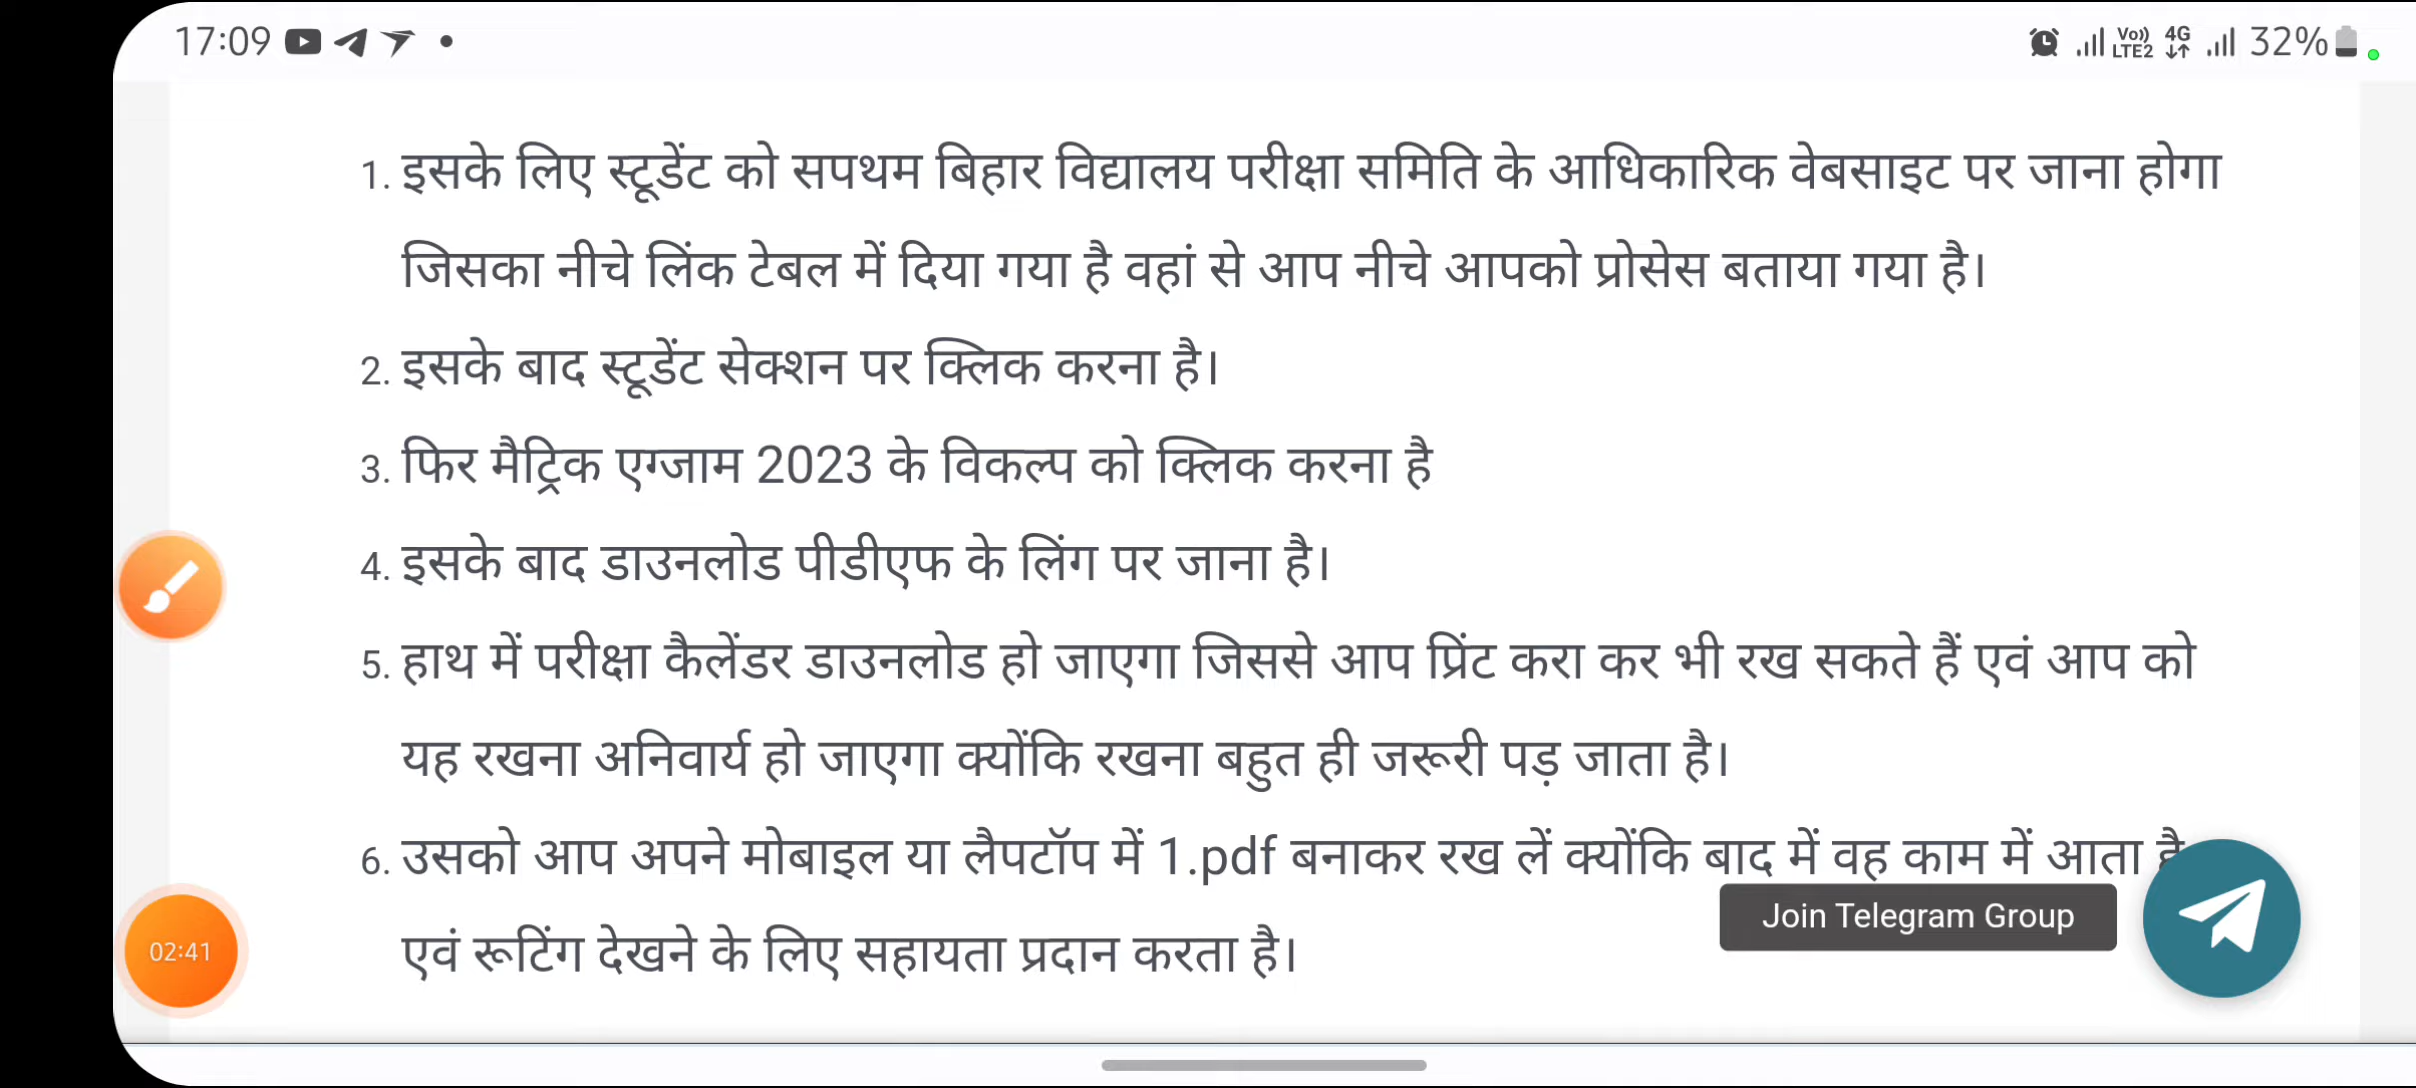 17:09
Vo)) LTE2 4G 32%
1. इसके लिए स्टूडेंट को सपथम बिहार विद्यालय परीक्षा समिति के आधिकारिक वेबसाइट पर जाना होगा
जिसका नीचे लिंक टेबल में दिया गया है वहां से आप नीचे आपको प्रोसेस बताया गया है।
2. इसके बाद स्टूडेंट सेक्शन पर क्लिक करना है।
3. फिर मैट्रिक एग्जाम 2023 के विकल्प को क्लिक करना है
4. इसके बाद डाउनलोड पीडीएफ के लिंग पर जाना है।
5. हाथ में परीक्षा कैलेंडर डाउनलोड हो जाएगा जिससे आप प्रिंट करा कर भी रख सकते हैं एवं आप को
यह रखना अनिवार्य हो जाएगा क्योंकि रखना बहुत ही जरूरी पड़ जाता है।
6. उसको आप अपने मोबाइल या लैपटॉप में 1.pdf बनाकर रख लें क्योंकि बाद में वह काम में आता है
Join Telegram Group
02:41
एवं रूटिंग देखने के लिए सहायता प्रदान करता है।